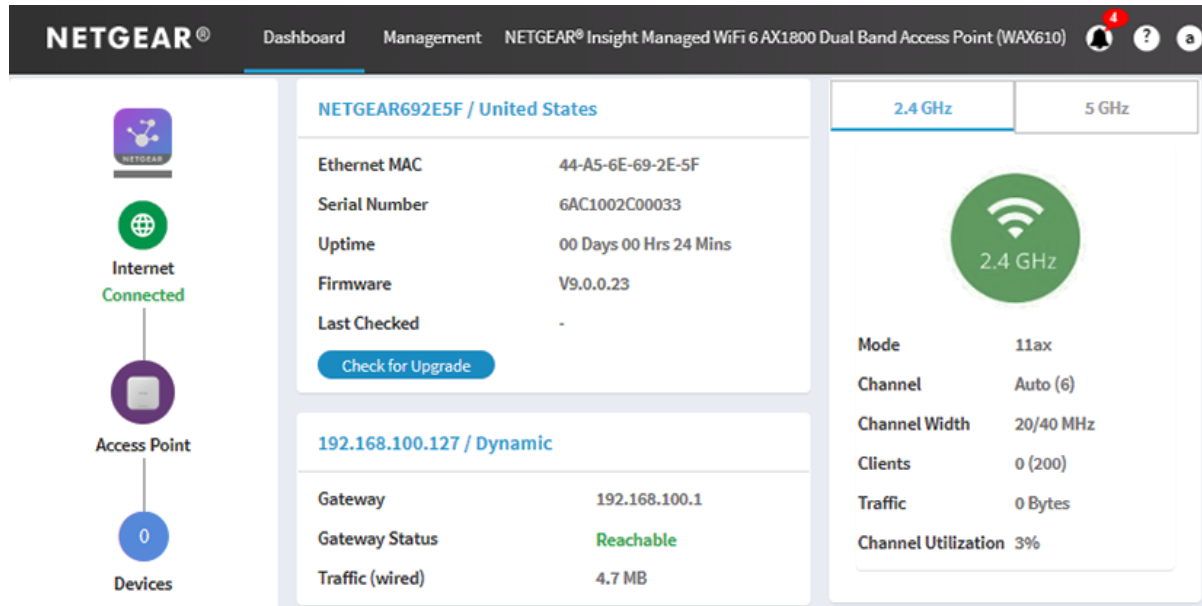 NETGEAR® Dashboard Management NETGEAR® Insight Managed WiFi 6 AX1800 Dual Band Access Point (WAX610) 4 ? a
NETGEAR
Internet
Connected
Access Point
0
Devices
NETGEAR692E5F / United States
Ethernet MAC 44-A5-6E-69-2E-5F
Serial Number 6AC1002C00033
Uptime 00 Days 00 Hrs 24 Mins
Firmware V9.0.0.23
Last Checked -
Check for Upgrade
192.168.100.127 / Dynamic
Gateway 192.168.100.1
Gateway Status Reachable
Traffic (wired) 4.7 MB
2.4 GHz 5 GHz
2.4 GHz
Mode 11ax
Channel Auto (6)
Channel Width 20/40 MHz
Clients 0 (200)
Traffic 0 Bytes
Channel Utilization 3%